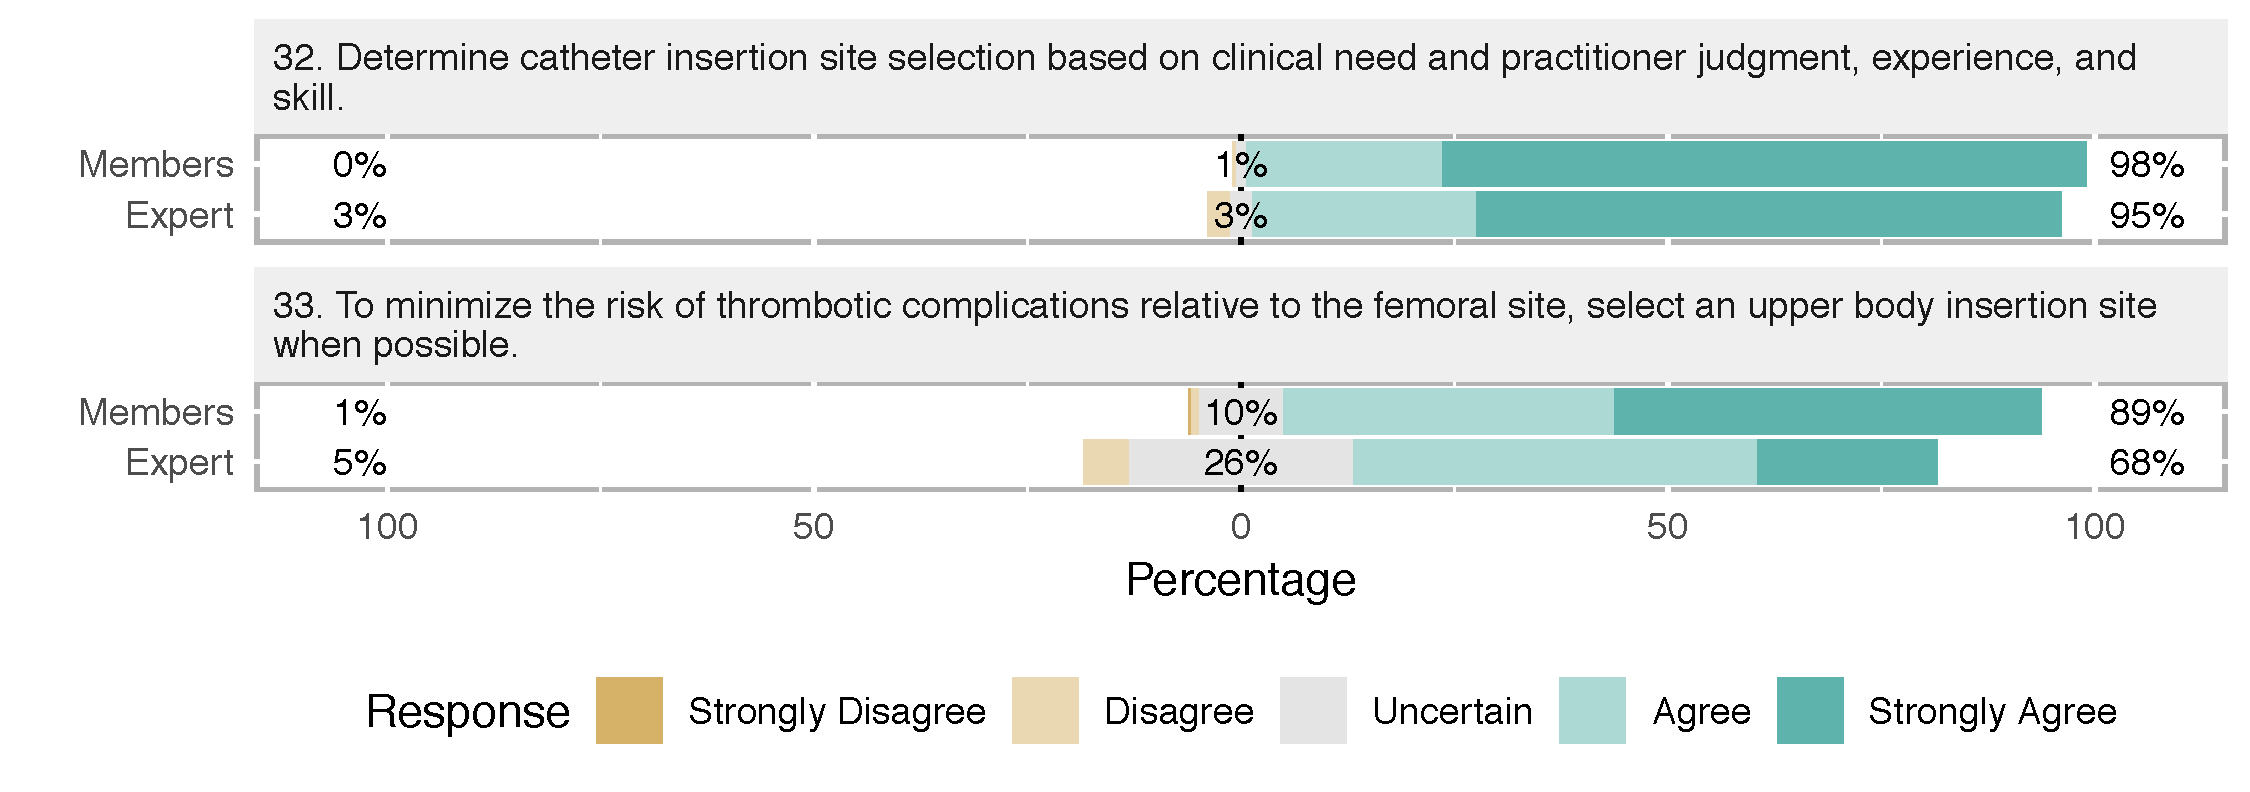 32. Determine catheter insertion site selection based on clinical need and practitioner judgment, experience, and
skill.
Members 0% 1% 98%
Expert 3% 3% 95%
33. To minimize the risk of thrombotic complications relative to the femoral site, select an upper body insertion site
when possible.
Members 1% 10% 89%
Expert 5% 26% 68%
100 50 0 50 100
Percentage
Response Strongly Disagree Disagree Uncertain Agree Strongly Agree